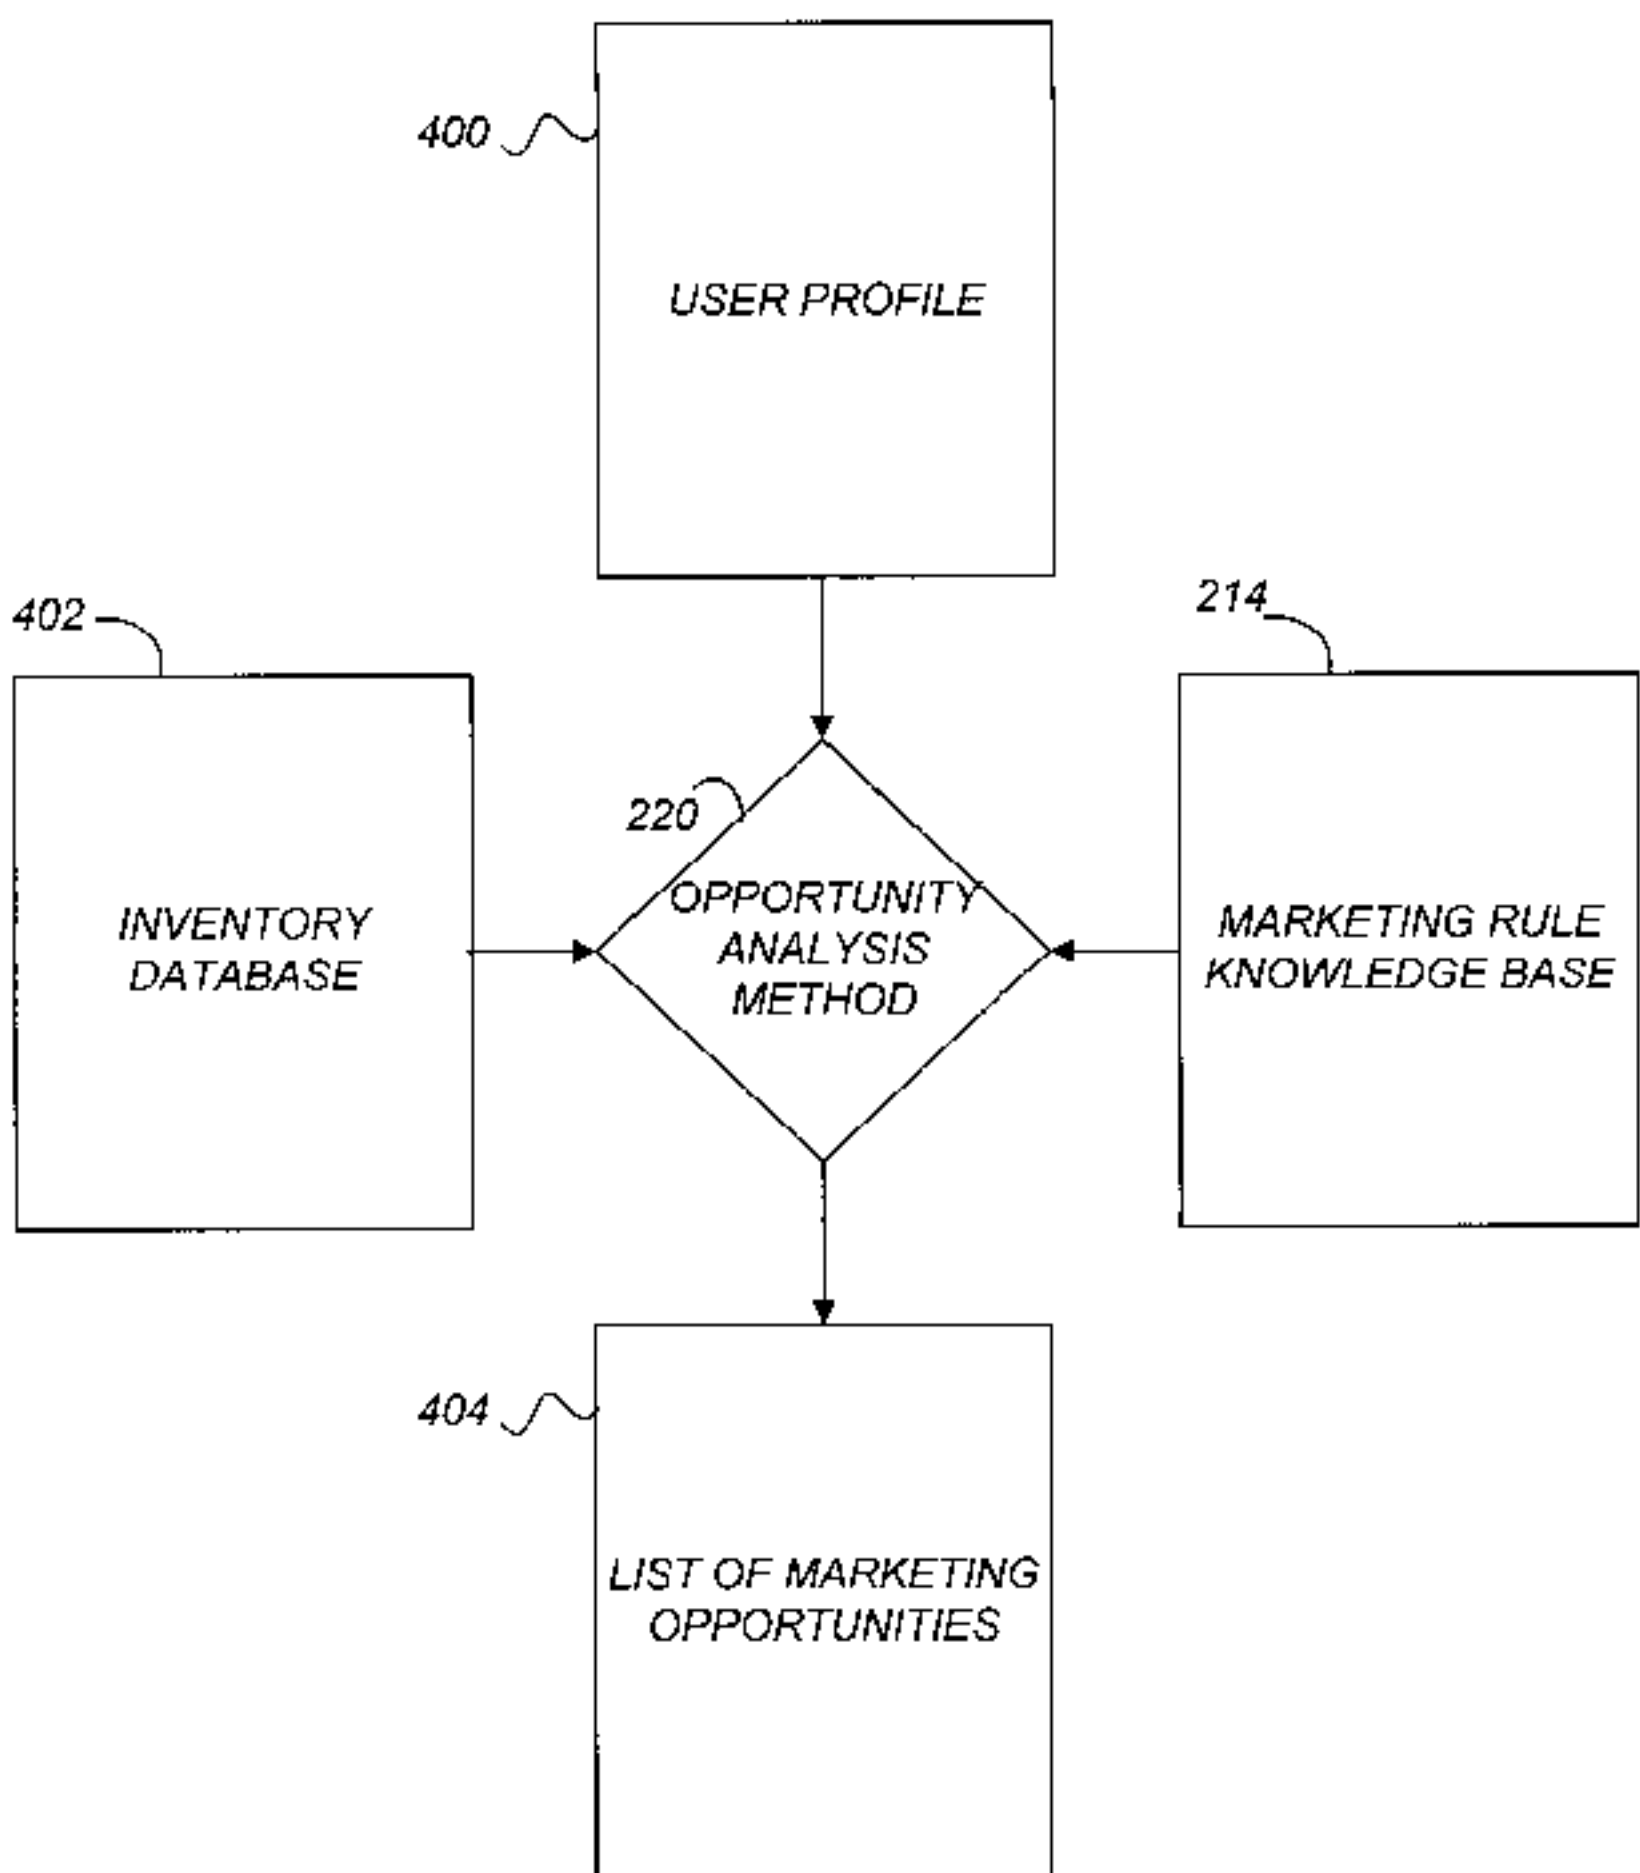 400
USER PROFILE
402
214
220
INVENTORY
DATABASE
OPPORTUNITY
ANALYSIS
METHOD
MARKETING RULE
KNOWLEDGE BASE
404
LIST OF MARKETING
OPPORTUNITIES